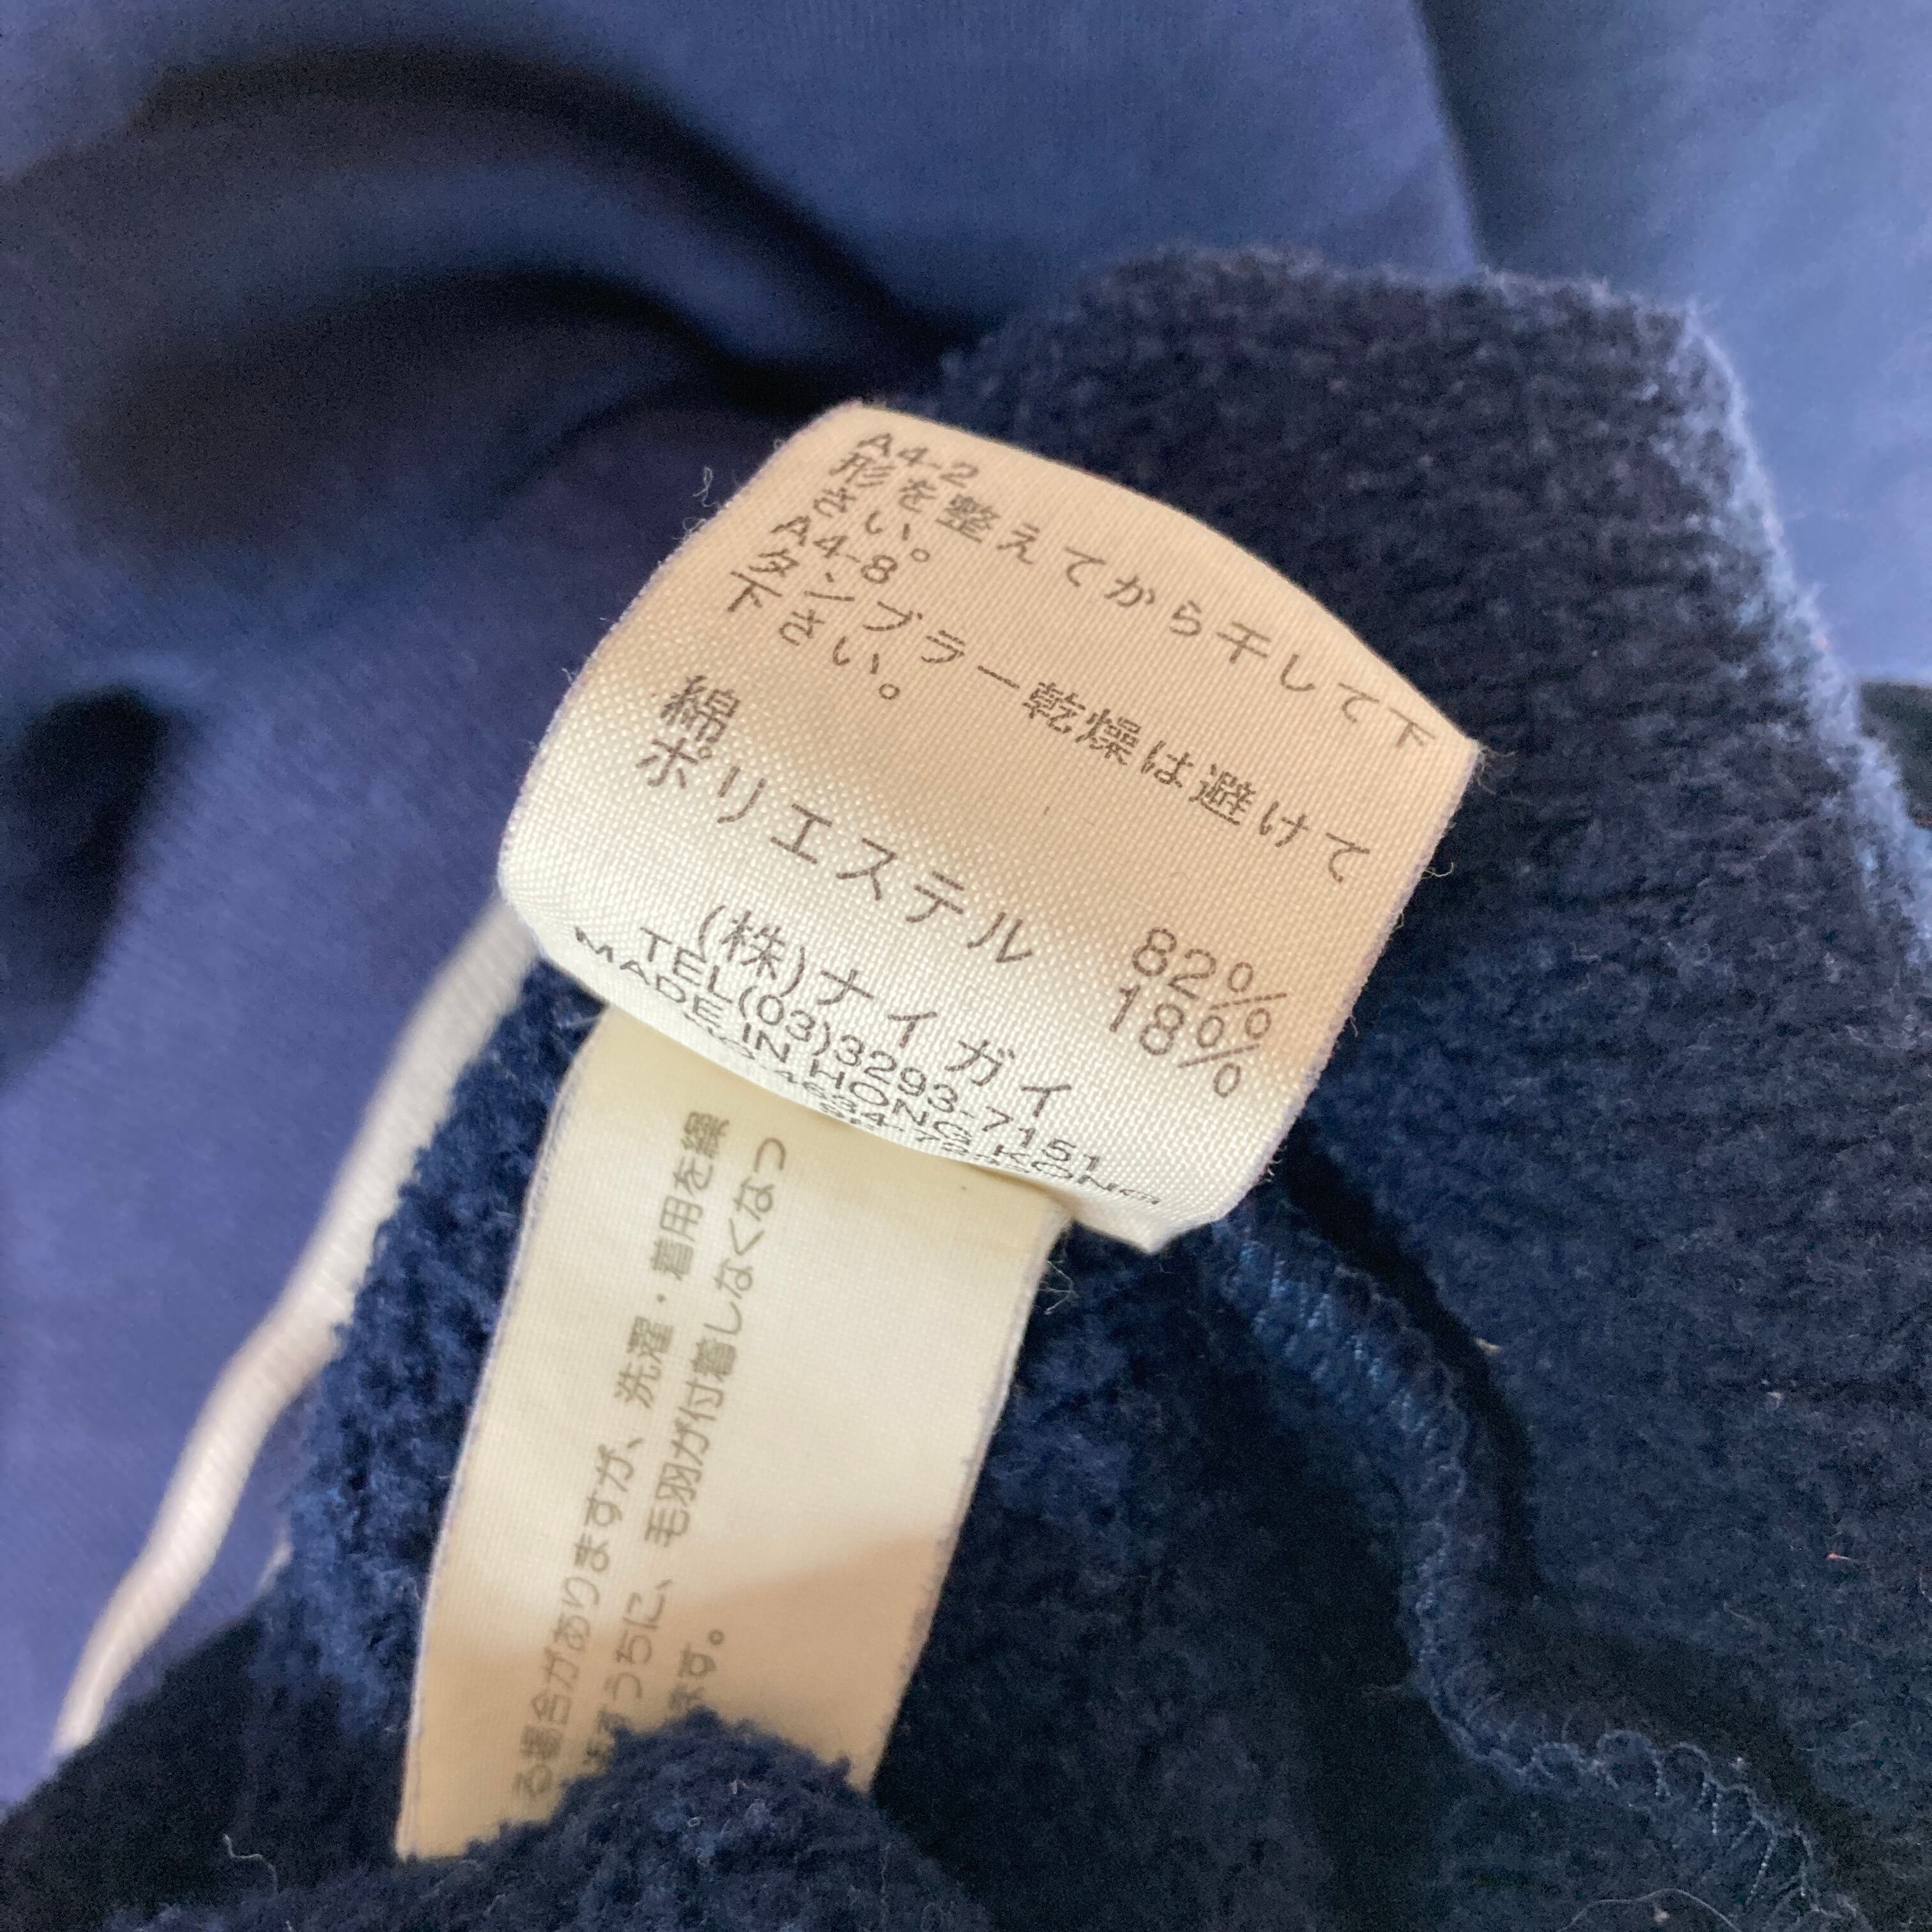 A4-2
形を整えてから干して下
さい。
A4-8
タンブラー乾燥は避けて
下さい。
綿 82%
ポリエステル 18%
(株)ナイガイ
TEL(03)3293-7151
MADE IN HONG KONG
る場合がありますが、洗濯・着用を繰
すうちに、毛羽が付着しなくなっ
ます。